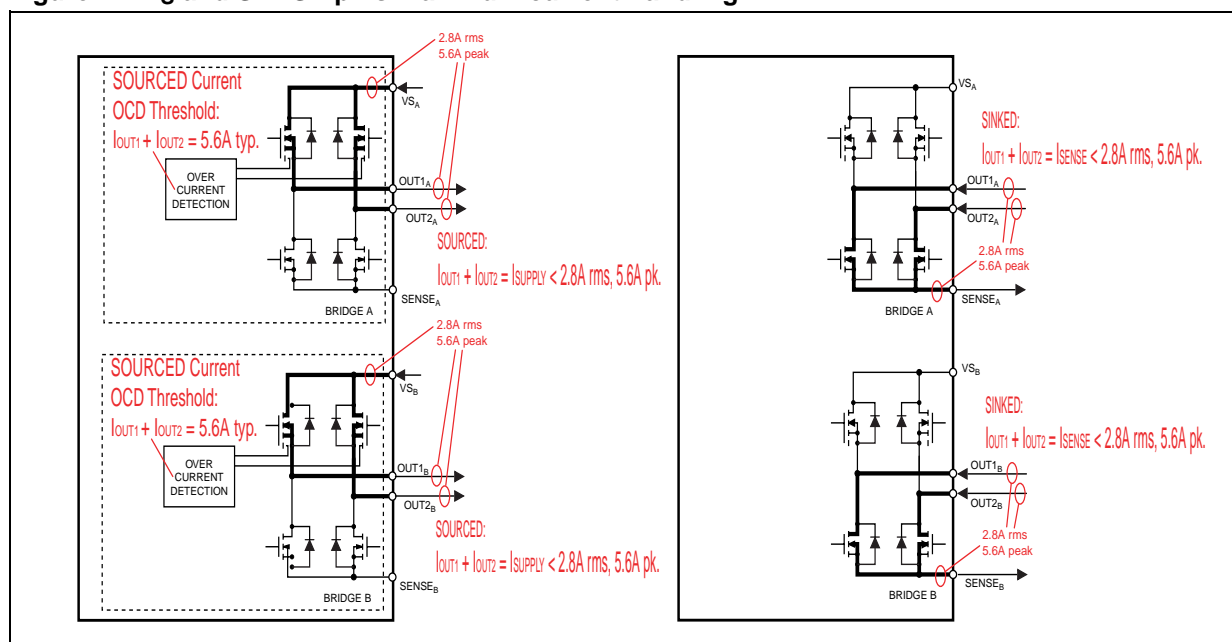 2.8A rms
5.6A peak
SOURCED Current
OCD Threshold:
IOUT1 + IOUT2 = 5.6A typ.
VSA
OVER
CURRENT
DETECTION
OUT1A
OUT2A
SOURCED:
IOUT1 + IOUT2 = ISUPPLY < 2.8A rms, 5.6A pk.
SENSEA
BRIDGE A
2.8A rms
5.6A peak
SOURCED Current
OCD Threshold:
IOUT1 + IOUT2 = 5.6A typ.
VSB
OVER
CURRENT
DETECTION
OUT1B
OUT2B
SOURCED:
IOUT1 + IOUT2 = ISUPPLY < 2.8A rms, 5.6A pk.
SENSEB
BRIDGE B
VSA
SINKED:
IOUT1 + IOUT2 = ISENSE < 2.8A rms, 5.6A pk.
OUT1A
OUT2A
2.8A rms
5.6A peak
SENSEA
BRIDGE A
VSB
SINKED:
IOUT1 + IOUT2 = ISENSE < 2.8A rms, 5.6A pk.
OUT1B
OUT2B
2.8A rms
5.6A peak
SENSEB
BRIDGE B